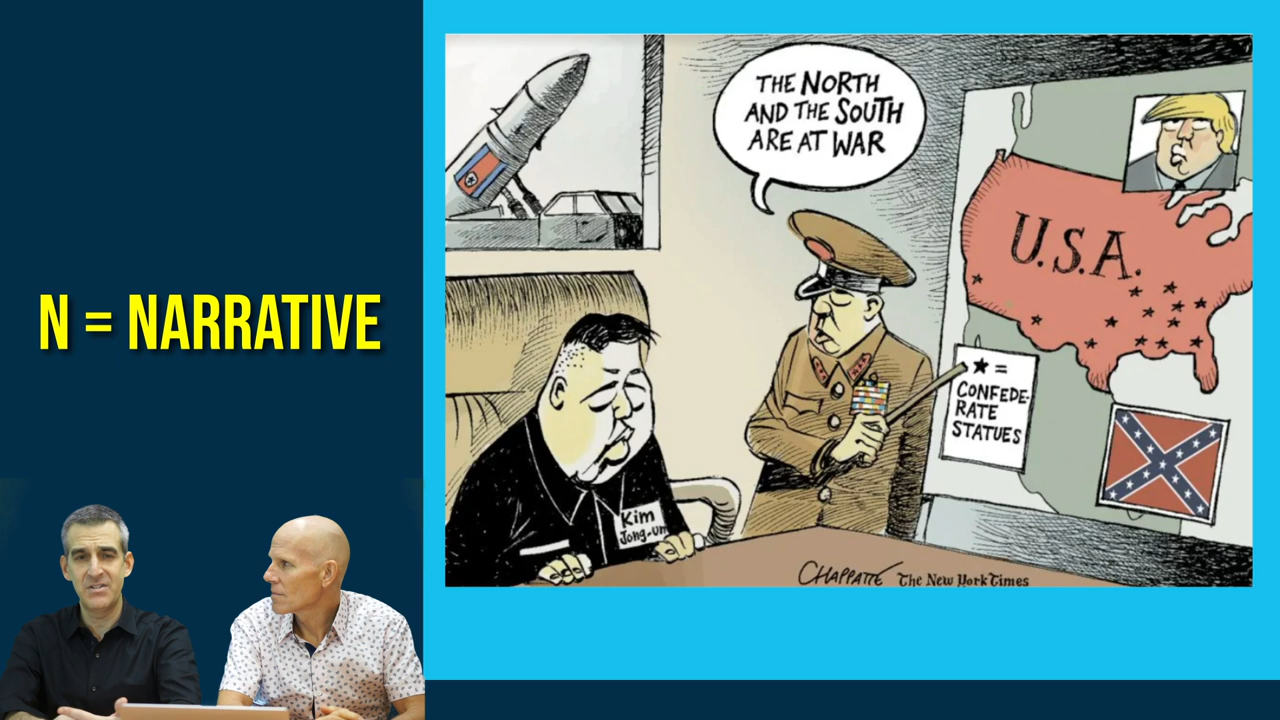 N = NARRATIVE
THE NORTH
AND THE SOUTH
ARE AT WAR
U.S.A.
★ =
CONFEDE-
RATE
STATUES
Kim
Jong-un
CHAPPATTE The New York Times